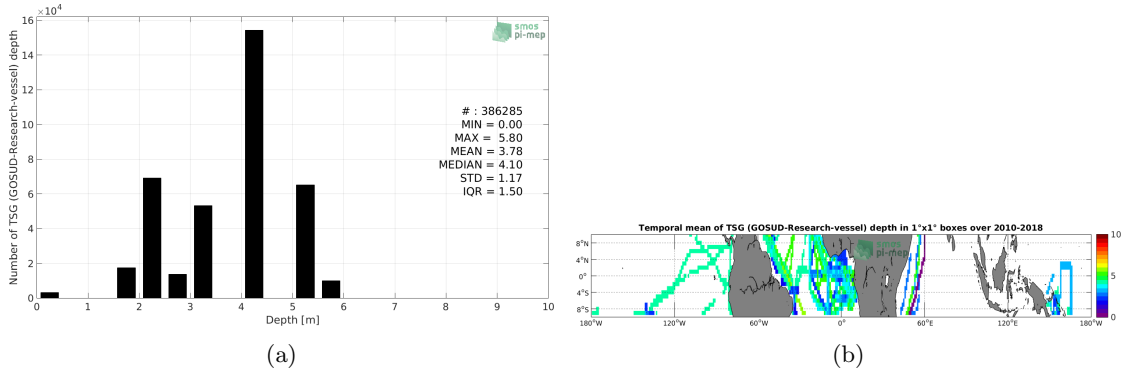 ×10⁴
16
14
12
10
8
6
4
2
0
Number of TSG (GOSUD-Research-vessel) depth
smos
pi-mep
# : 386285
MIN = 0.00
MAX = 5.80
MEAN = 3.78
MEDIAN = 4.10
STD = 1.17
IQR = 1.50
0 1 2 3 4 5 6 7 8 9 10
Depth [m]
(a)
Temporal mean of TSG (GOSUD-Research-vessel) depth in 1°x1° boxes over 2010-2018
8°N
4°N
0°
4°S
8°S
smos
pi-mep
180°W 120°W 60°W 0° 60°E 120°E 180°W
10
5
0
(b)